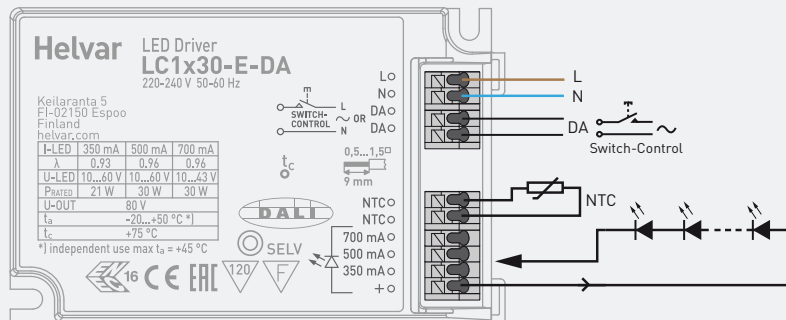 Helvar
LED Driver
LC1x30-E-DA
220-240 V 50-60 Hz
Keilaranta 5
FI-02150 Espoo
Finland
helvar.com
I-LED 350 mA 500 mA 700 mA
λ 0.93 0.96 0.96
U-LED 10...60 V 10...60 V 10...43 V
PRATED 21 W 30 W 30 W
U-OUT 80 V
ta -20...+50 °C *)
tc +75 °C
*) independent use max ta = +45 °C
16 CE EAC 120 F
L
SWITCH-
CONTROL
N
~ OR
tc
0,5...1,5□
9 mm
DALI
SELV
L
N
DA
DA
NTC
NTC
700 mA
500 mA
350 mA
+
L
N
DA
~
Switch-Control
NTC